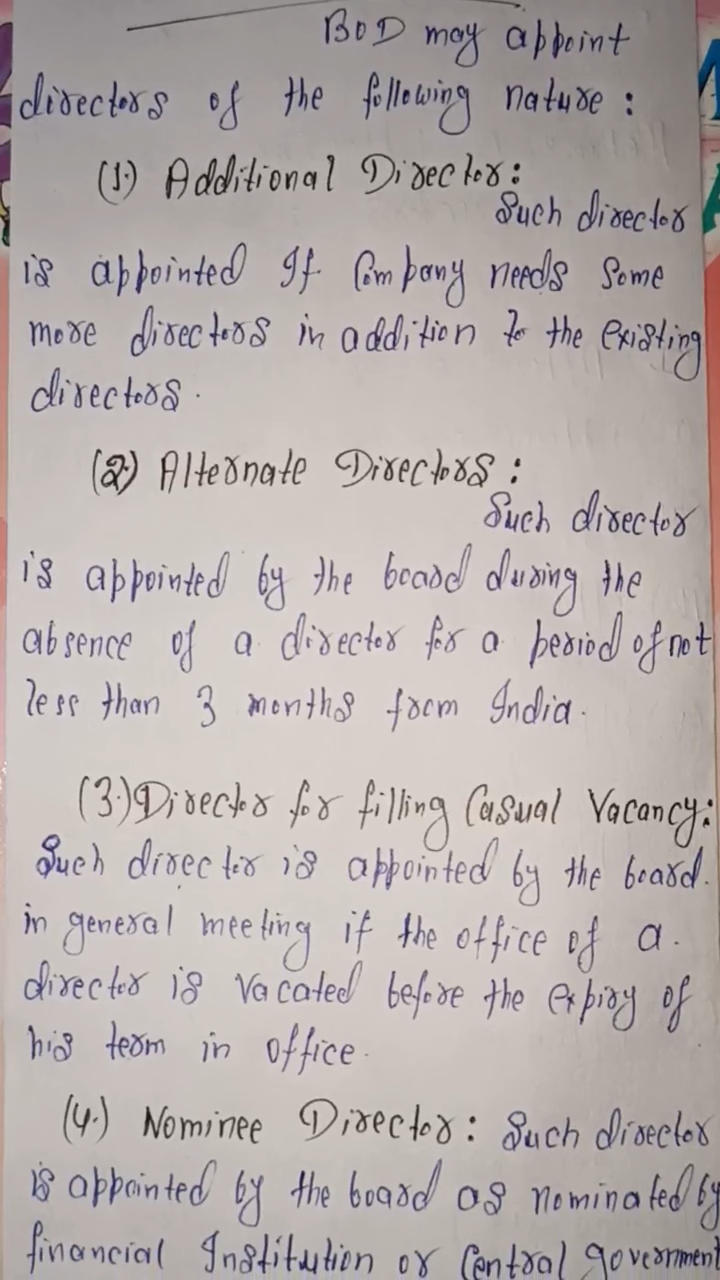 BOD may appoint
directors of the following nature :
(1.) Additional Director :
Such director
is appointed If Company needs Some
more directors in addition to the existing
directors.
(2.) Alternate Directors :
Such director
is appointed by the board during the
absence of a director for a period of not
less than 3 months from India.
(3.) Director for filling Casual Vacancy :
Such director is appointed by the board.
in general meeting if the office of a.
director is vacated before the expiry of
his term in office.
(4.) Nominee Director : Such director
is appointed by the board as nominated by
financial Institution or Central government